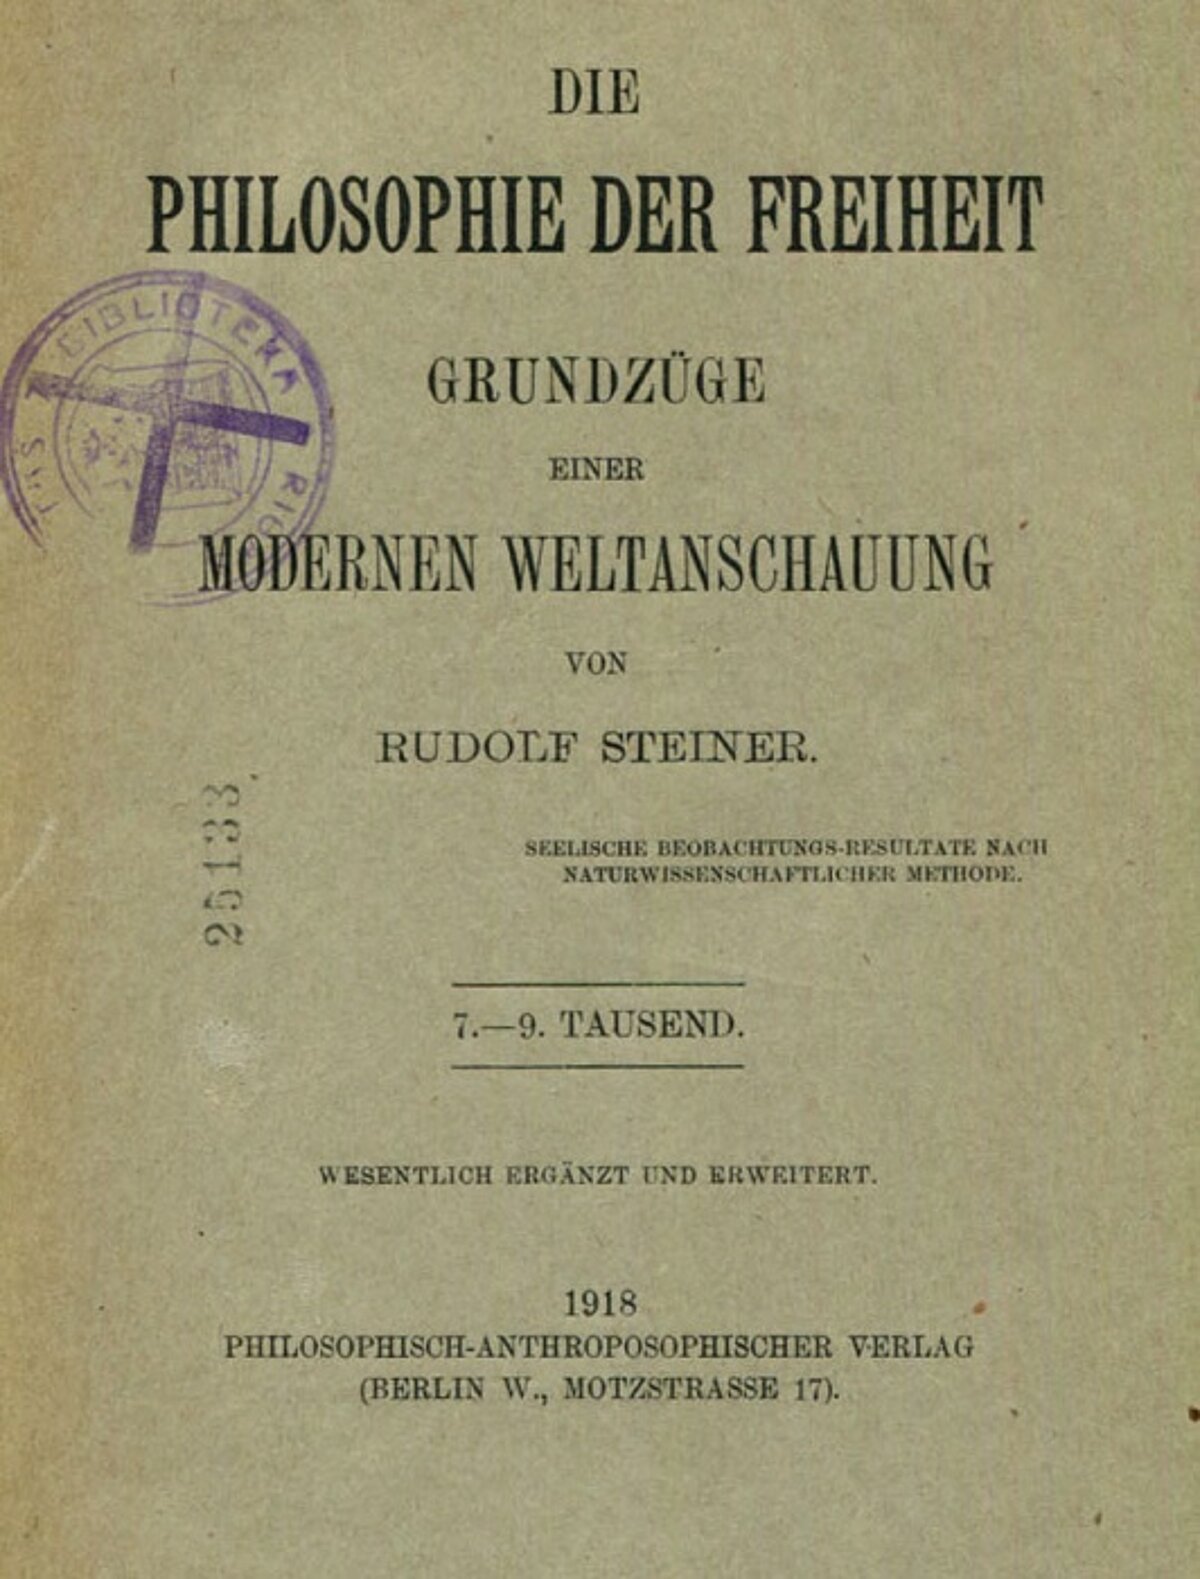 DIE
PHILOSOPHIE DER FREIHEIT
BIBLIOTEKA
GRUNDZÜGE
EINER
MODERNEN WELTANSCHAUUNG
VON
RUDOLF STEINER.
25133
SEELISCHE BEOBACHTUNGS-RESULTATE NACH
NATURWISSENSCHAFTLICHER METHODE.
7.—9. TAUSEND.
WESENTLICH ERGÄNZT UND ERWEITERT.
1918
PHILOSOPHISCH-ANTHROPOSOPHISCHER VERLAG
(BERLIN W., MOTZSTRASSE 17).